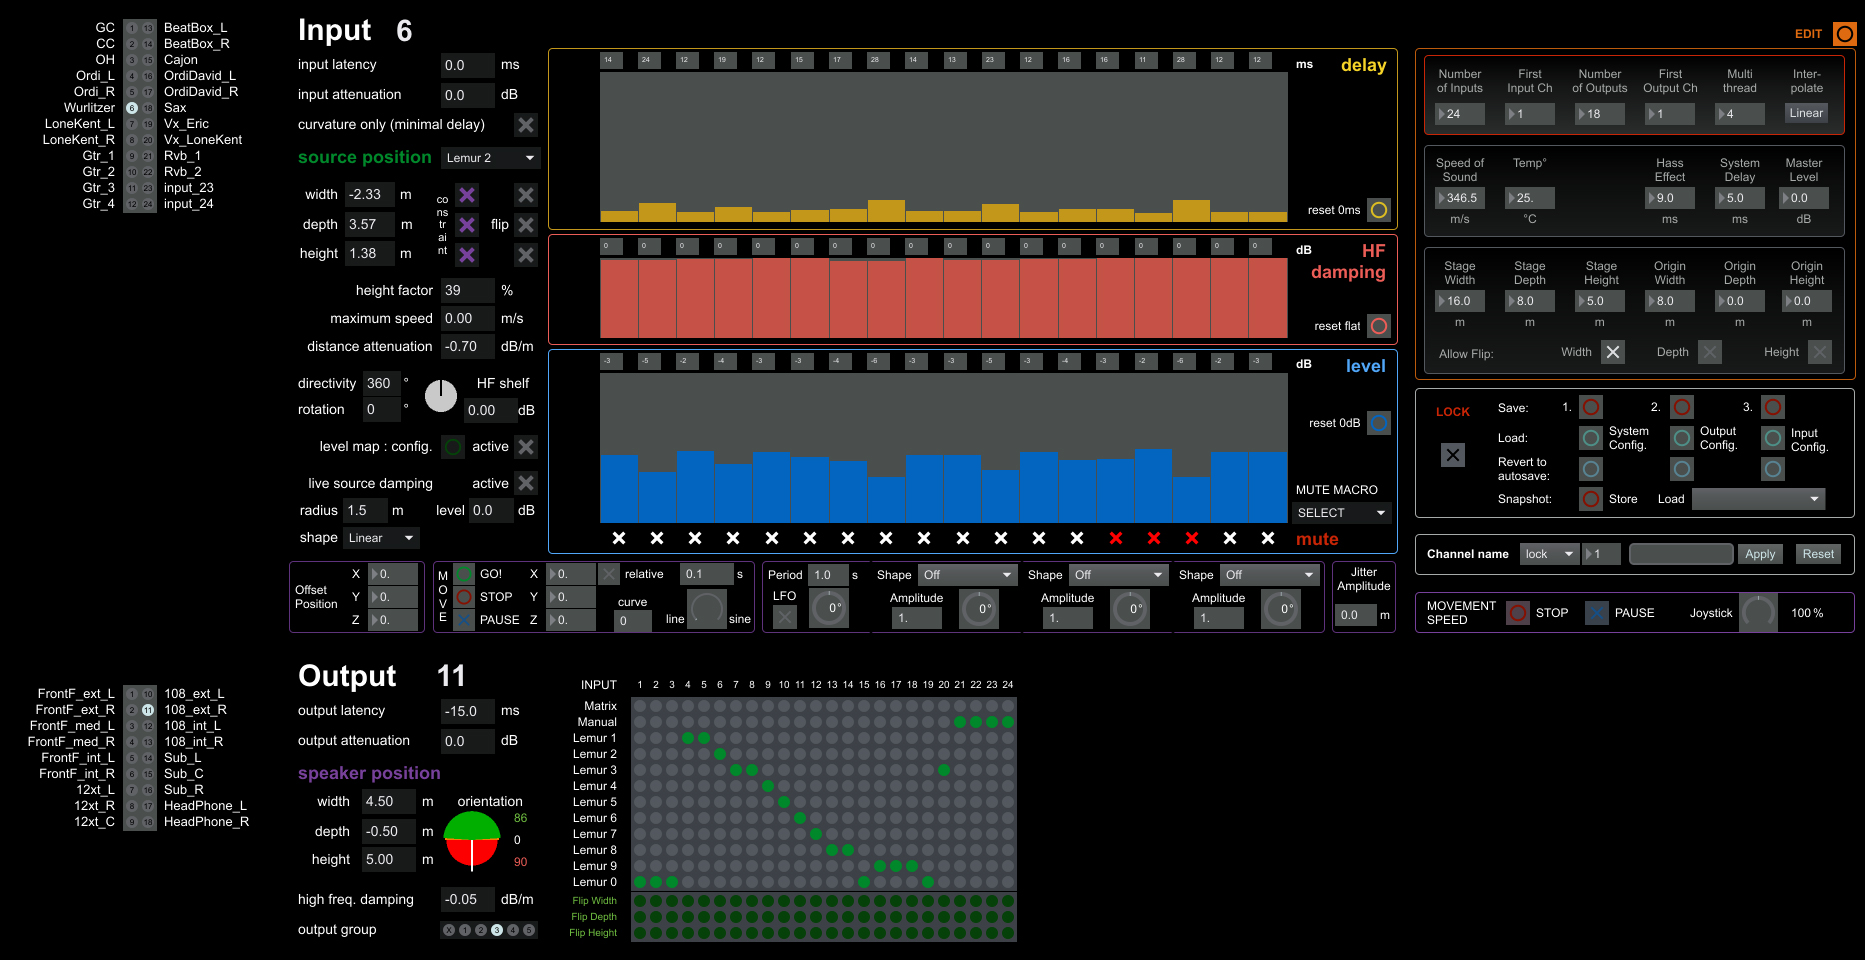 GC 1 13 BeatBox_L
CC 2 14 BeatBox_R
OH 3 15 Cajon
Ordi_L 4 16 OrdiDavid_L
Ordi_R 5 17 OrdiDavid_R
Wurlitzer 6 18 Sax
LoneKent_L 7 19 Vx_Eric
LoneKent_R 8 20 Vx_LoneKent
Gtr_1 9 21 Rvb_1
Gtr_2 10 22 Rvb_2
Gtr_3 11 23 input_23
Gtr_4 12 24 input_24
Input 6
input latency 0.0 ms
input attenuation 0.0 dB
curvature only (minimal delay)
source position Lemur 2
width -2.33 m
depth 3.57 m flip
height 1.38 m
co
ns
tr
ai
nt
height factor 39 %
maximum speed 0.00 m/s
distance attenuation -0.70 dB/m
directivity 360 ° HF shelf
rotation 0 ° 0.00 dB
level map : config. active
live source damping active
radius 1.5 m level 0.0 dB
shape Linear
14 24 12 19 12 15 17 28 14 13 23 12 16 16 11 28 12 12 ms delay
reset 0ms
0 0 0 0 0 0 0 0 0 0 0 0 0 0 0 0 0 0 dB HF
damping
reset flat
-3 -5 -2 -4 -3 -3 -4 -6 -3 -3 -5 -3 -4 -3 -2 -6 -2 -3 dB level
reset 0dB
MUTE MACRO
SELECT
mute
Offset
Position
X 0.
Y 0.
Z 0.
M
O
V
E
GO! X 0. relative 0.1 s
STOP Y 0. curve
PAUSE Z 0. 0 line sine
Period 1.0 s Shape Off Shape Off Shape Off
LFO 0° Amplitude 0° Amplitude 0° Amplitude 0°
1. 1. 1.
Jitter
Amplitude
0.0 m
EDIT
Number
of Inputs
24
First
Input Ch
1
Number
of Outputs
18
First
Output Ch
1
Multi
thread
4
Inter-
polate
Linear
Speed of
Sound
346.5
m/s
Temp°
25.
°C
Hass
Effect
9.0
ms
System
Delay
5.0
ms
Master
Level
0.0
dB
Stage
Width
16.0
m
Stage
Depth
8.0
m
Stage
Height
5.0
m
Origin
Width
8.0
m
Origin
Depth
0.0
m
Origin
Height
0.0
m
Allow Flip: Width Depth Height
LOCK
Save: 1. 2. 3.
Load: System
Config.
Output
Config.
Input
Config.
Revert to
autosave:
Snapshot: Store Load
Channel name lock 1 Apply Reset
MOVEMENT
SPEED
STOP PAUSE Joystick 100 %
FrontF_ext_L 1 10 108_ext_L
FrontF_ext_R 2 11 108_ext_R
FrontF_med_L 3 12 108_int_L
FrontF_med_R 4 13 108_int_R
FrontF_int_L 5 14 Sub_L
FrontF_int_R 6 15 Sub_C
12xt_L 7 16 Sub_R
12xt_R 8 17 HeadPhone_L
12xt_C 9 18 HeadPhone_R
Output 11
output latency -15.0 ms
output attenuation 0.0 dB
speaker position
width 4.50 m orientation
depth -0.50 m
height 5.00 m
86
0
90
high freq. damping -0.05 dB/m
output group X 1 2 3 4 5
INPUT 1 2 3 4 5 6 7 8 9 10 11 12 13 14 15 16 17 18 19 20 21 22 23 24
Matrix
Manual
Lemur 1
Lemur 2
Lemur 3
Lemur 4
Lemur 5
Lemur 6
Lemur 7
Lemur 8
Lemur 9
Lemur 0
Flip Width
Flip Depth
Flip Height